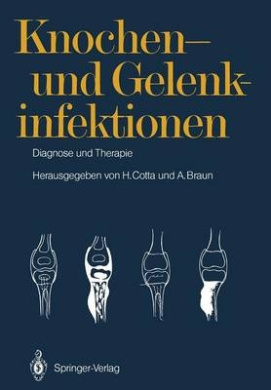 Knochen–
und Gelenk-
infektionen
Diagnose und Therapie
Herausgegeben von H. Cotta und A. Braun
Springer-Verlag